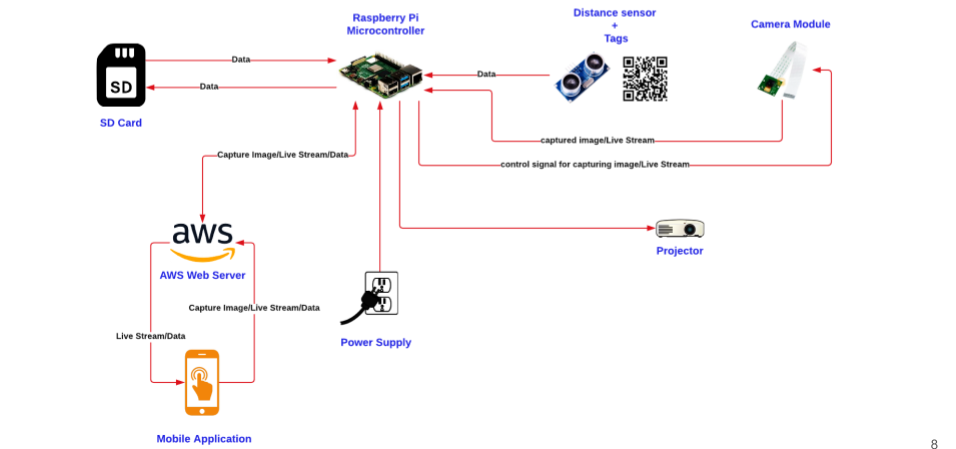 Raspberry Pi
Microcontroller
Distance sensor
+
Tags
Camera Module
Data
SD
Data
Data
SD Card
captured image/Live Stream
Capture Image/Live Stream/Data
control signal for capturing image/Live Stream
aws
AWS Web Server
Projector
Capture Image/Live Stream/Data
Live Stream/Data
Power Supply
Mobile Application
8